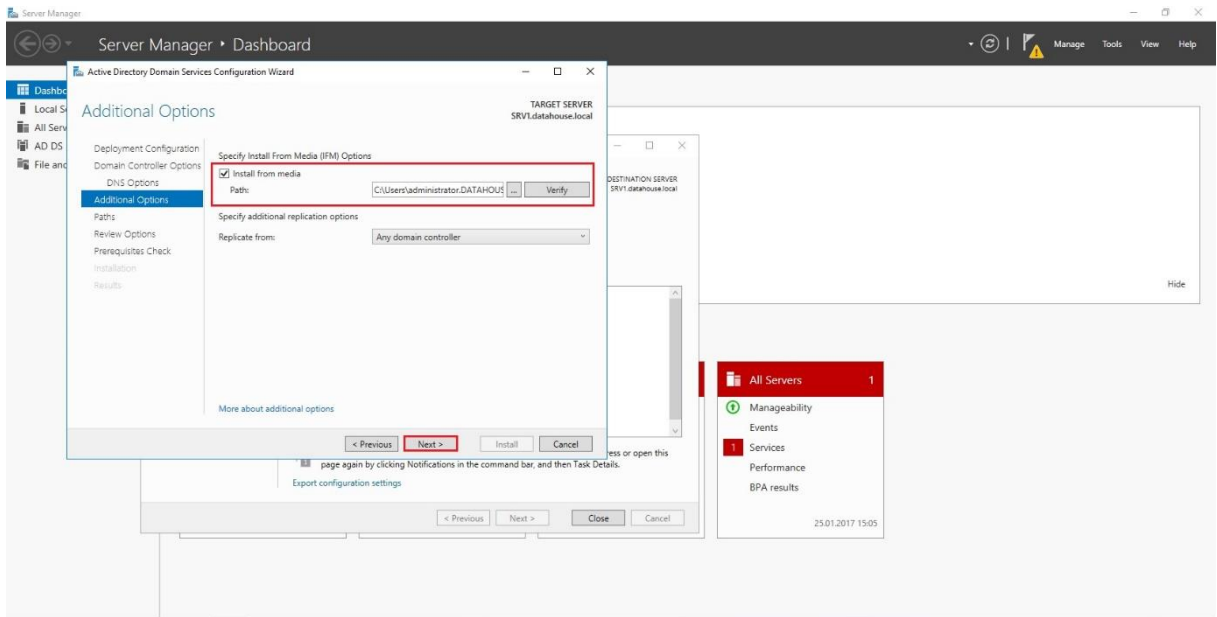 Server Manager
Server Manager • Dashboard
Manage Tools View Help
Active Directory Domain Services Configuration Wizard
Additional Options
TARGET SERVER
SRV1.datahouse.local
Deployment Configuration
Domain Controller Options
DNS Options
Additional Options
Paths
Review Options
Prerequisites Check
Installation
Results
Specify Install From Media (IFM) Options
Install from media
Path: C:\Users\administrator.DATAHOUS ... Verify
Specify additional replication options
Replicate from: Any domain controller
More about additional options
< Previous Next > Install Cancel
Dashbo
Local Se
All Serv
AD DS
File and
DESTINATION SERVER
SRV1.datahouse.local
Hide
ress or open this
page again by clicking Notifications in the command bar, and then Task Details.
Export configuration settings
< Previous Next > Close Cancel
All Servers 1
Manageability
Events
1 Services
Performance
BPA results
25.01.2017 15:05